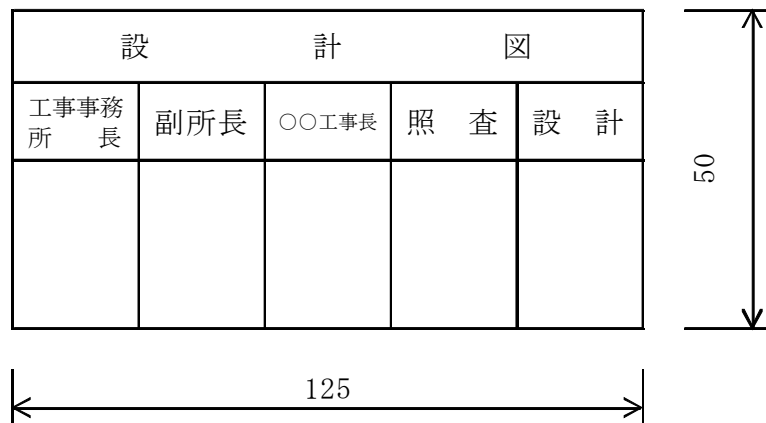 設　計　図
工事事務所　長　副所長　○○工事長　照　査　設　計
50
125